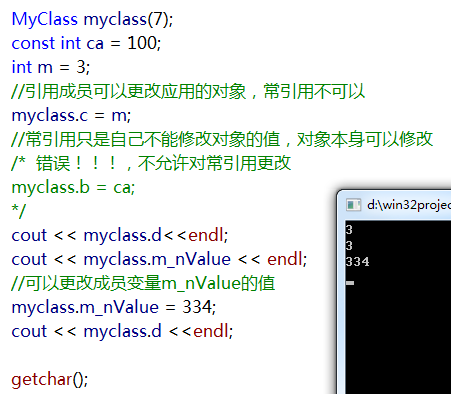 MyClass myclass(7);
const int ca = 100;
int m = 3;
//引用成员可以更改应用的对象，常引用不可以
myclass.c = m;
//常引用只是自己不能修改对象的值，对象本身可以修改
/* 错误！！！，不允许对常引用更改
myclass.b = ca;
*/
cout << myclass.d<<endl;
cout << myclass.m_nValue << endl;
//可以更改成员变量m_nValue的值
myclass.m_nValue = 334;
cout << myclass.d <<endl;
getchar();
d:\win32projec
3
3
334